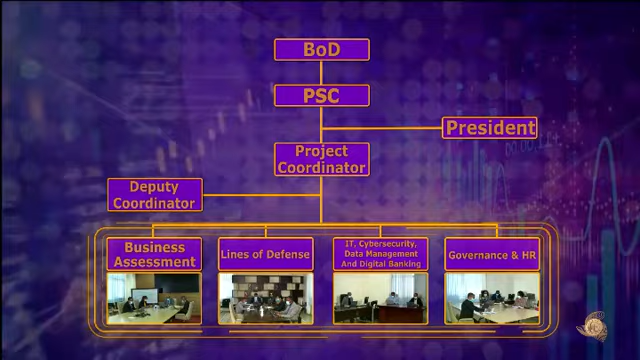 BoD
PSC
President
Project
Coordinator
Deputy
Coordinator
Business
Assessment
Lines of Defense
IT, Cybersecurity,
Data Management
And Digital Banking
Governance & HR